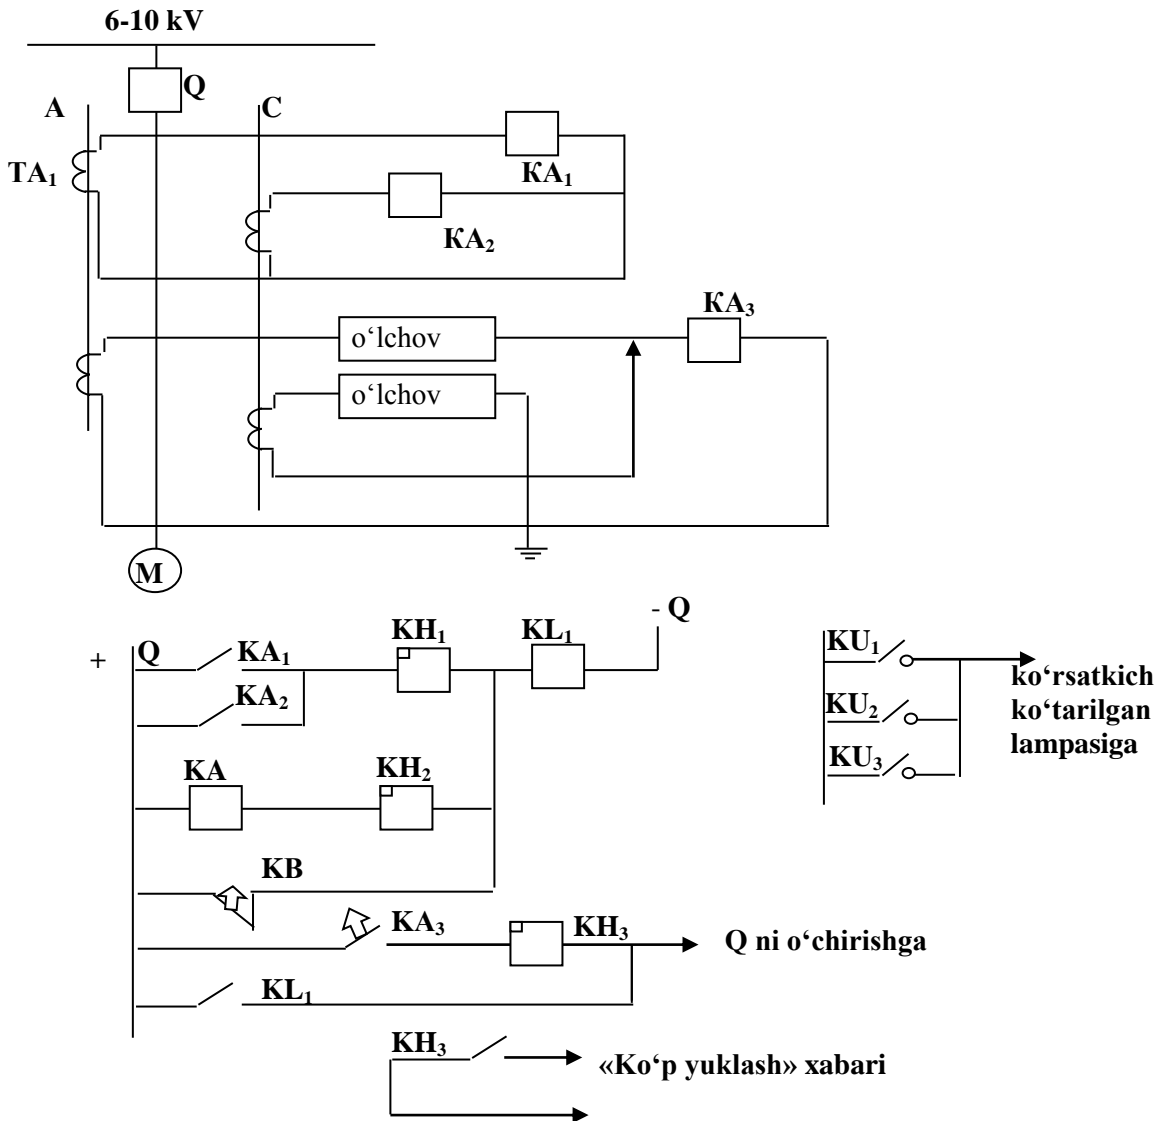 6-10 kV
Q
A
C
TA₁
KA₁
KA₂
KA₃
o‘lchov
o‘lchov
M
- Q
+
Q
KA₁
KH₁
KL₁
KA₂
KA
KH₂
KB
KA₃
KH₃
Q ni o‘chirishga
KL₁
KH₃
«Ko‘p yuklash» xabari
KU₁
KU₂
KU₃
ko‘rsatkich
ko‘tarilgan
lampasiga